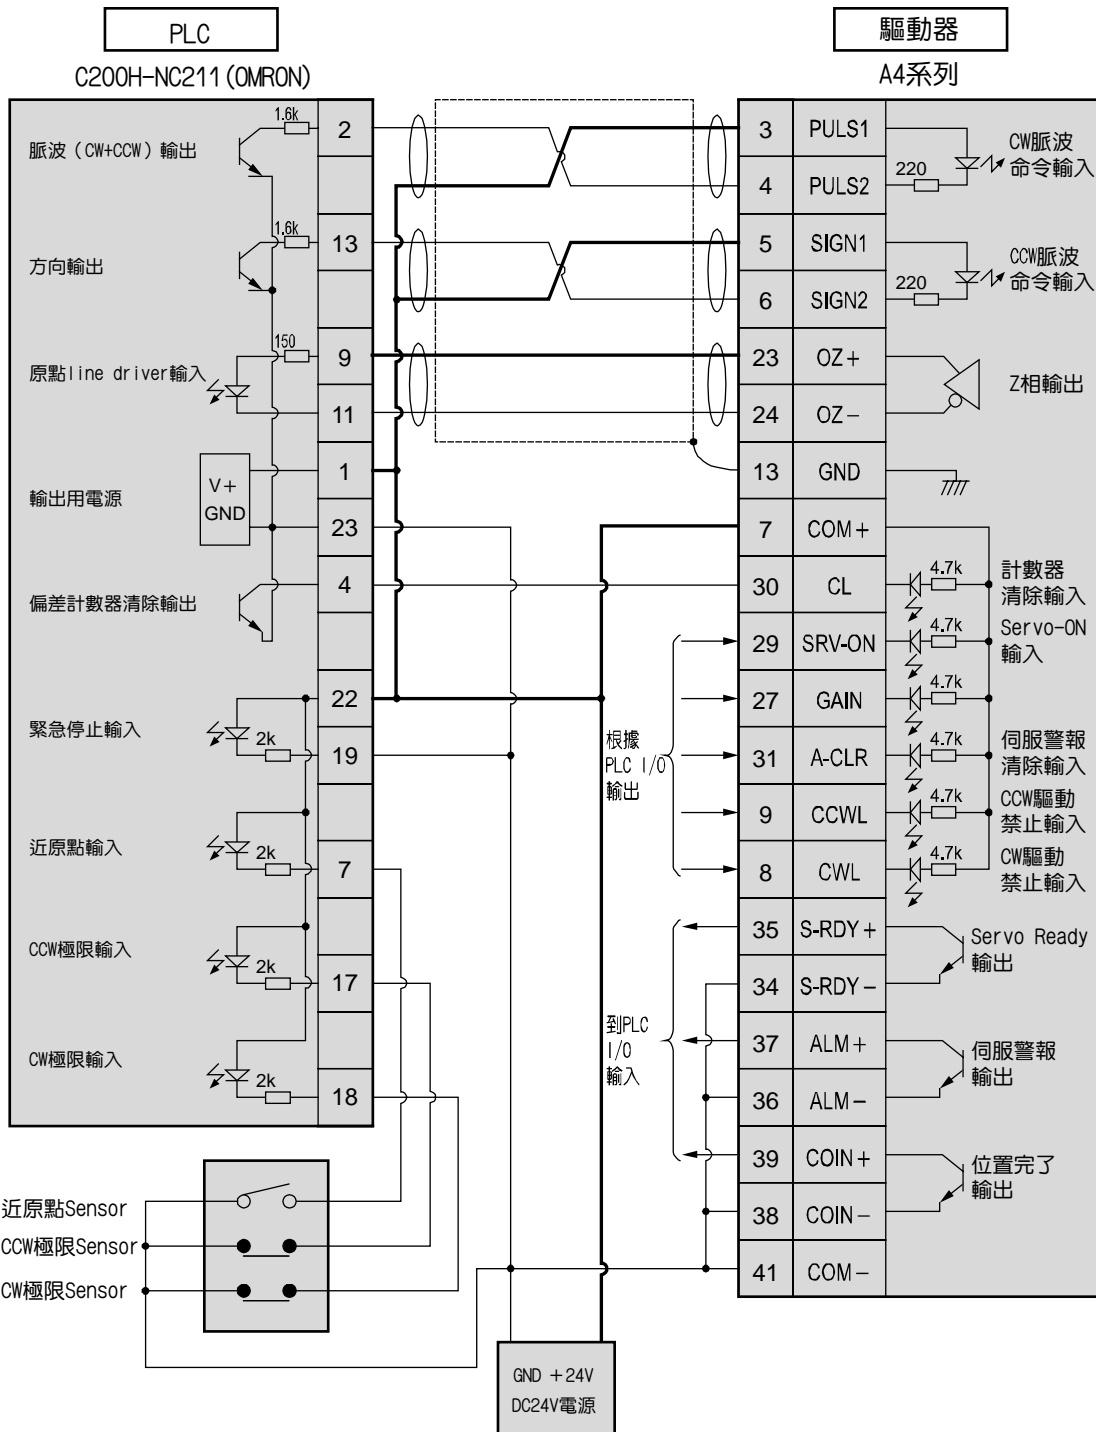 PLC
C200H-NC211(OMRON)
驅動器
A4系列
脈波（CW+CCW）輸出
1.6k
2
方向輸出
1.6k
13
原點line driver輸入
150
9
11
輸出用電源
V+
GND
1
23
偏差計數器清除輸出
4
22
緊急停止輸入
2k
19
近原點輸入
2k
7
CCW極限輸入
2k
17
CW極限輸入
2k
18
3 PULS1
4 PULS2
220
CW脈波
命令輸入
5 SIGN1
6 SIGN2
220
CCW脈波
命令輸入
23 OZ+
24 OZ-
Z相輸出
13 GND
7 COM+
30 CL
4.7k
計數器
清除輸入
29 SRV-ON
4.7k
Servo-ON
輸入
27 GAIN
4.7k
31 A-CLR
4.7k
伺服警報
清除輸入
9 CCWL
4.7k
CCW驅動
禁止輸入
8 CWL
4.7k
CW驅動
禁止輸入
根據
PLC I/O
輸出
35 S-RDY+
34 S-RDY-
Servo Ready
輸出
到PLC
I/O
輸入
37 ALM+
36 ALM-
伺服警報
輸出
39 COIN+
38 COIN-
位置完了
輸出
41 COM-
近原點Sensor
CCW極限Sensor
CW極限Sensor
GND +24V
DC24V電源